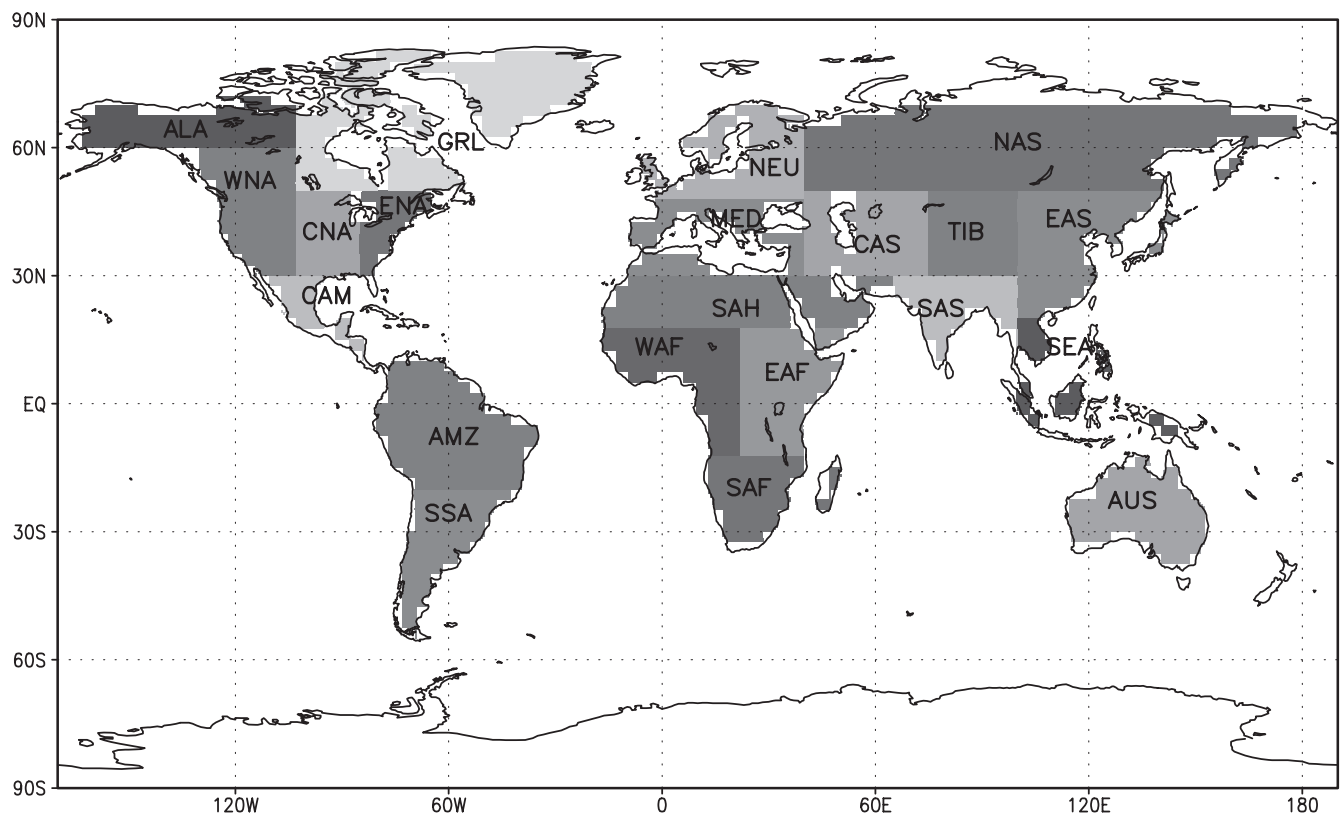 90N
ALA
GRL
NAS
60N
NEU
WNA
ENA
MED
CNA
CAS
TIB
EAS
30N
CAM
SAH
SAS
WAF
SEA
EAF
EQ
AMZ
SAF
SSA
AUS
30S
60S
90S
120W 60W 0 60E 120E 180